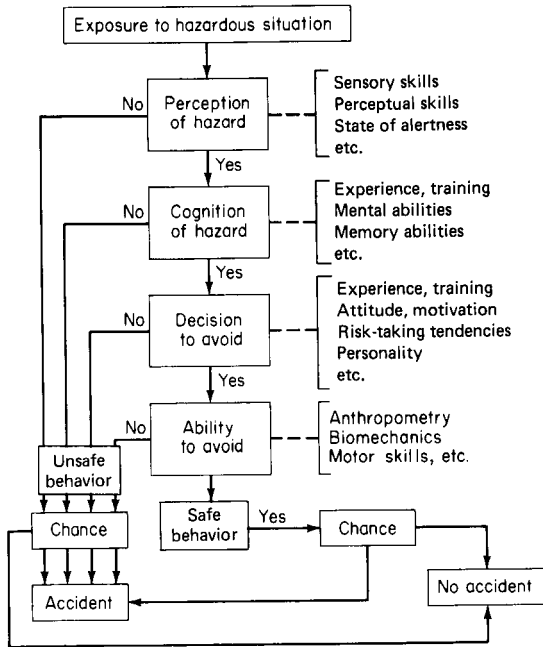 Exposure to hazardous situation
No
Perception
of hazard
Sensory skills
Perceptual skills
State of alertness
etc.
Yes
No
Cognition
of hazard
Experience, training
Mental abilities
Memory abilities
etc.
Yes
No
Decision
to avoid
Experience, training
Attitude, motivation
Risk-taking tendencies
Personality
etc.
Yes
No
Ability
to avoid
Anthropometry
Biomechanics
Motor skills, etc.
Unsafe
behavior
Safe
behavior
Yes
Chance
Chance
Accident
No accident